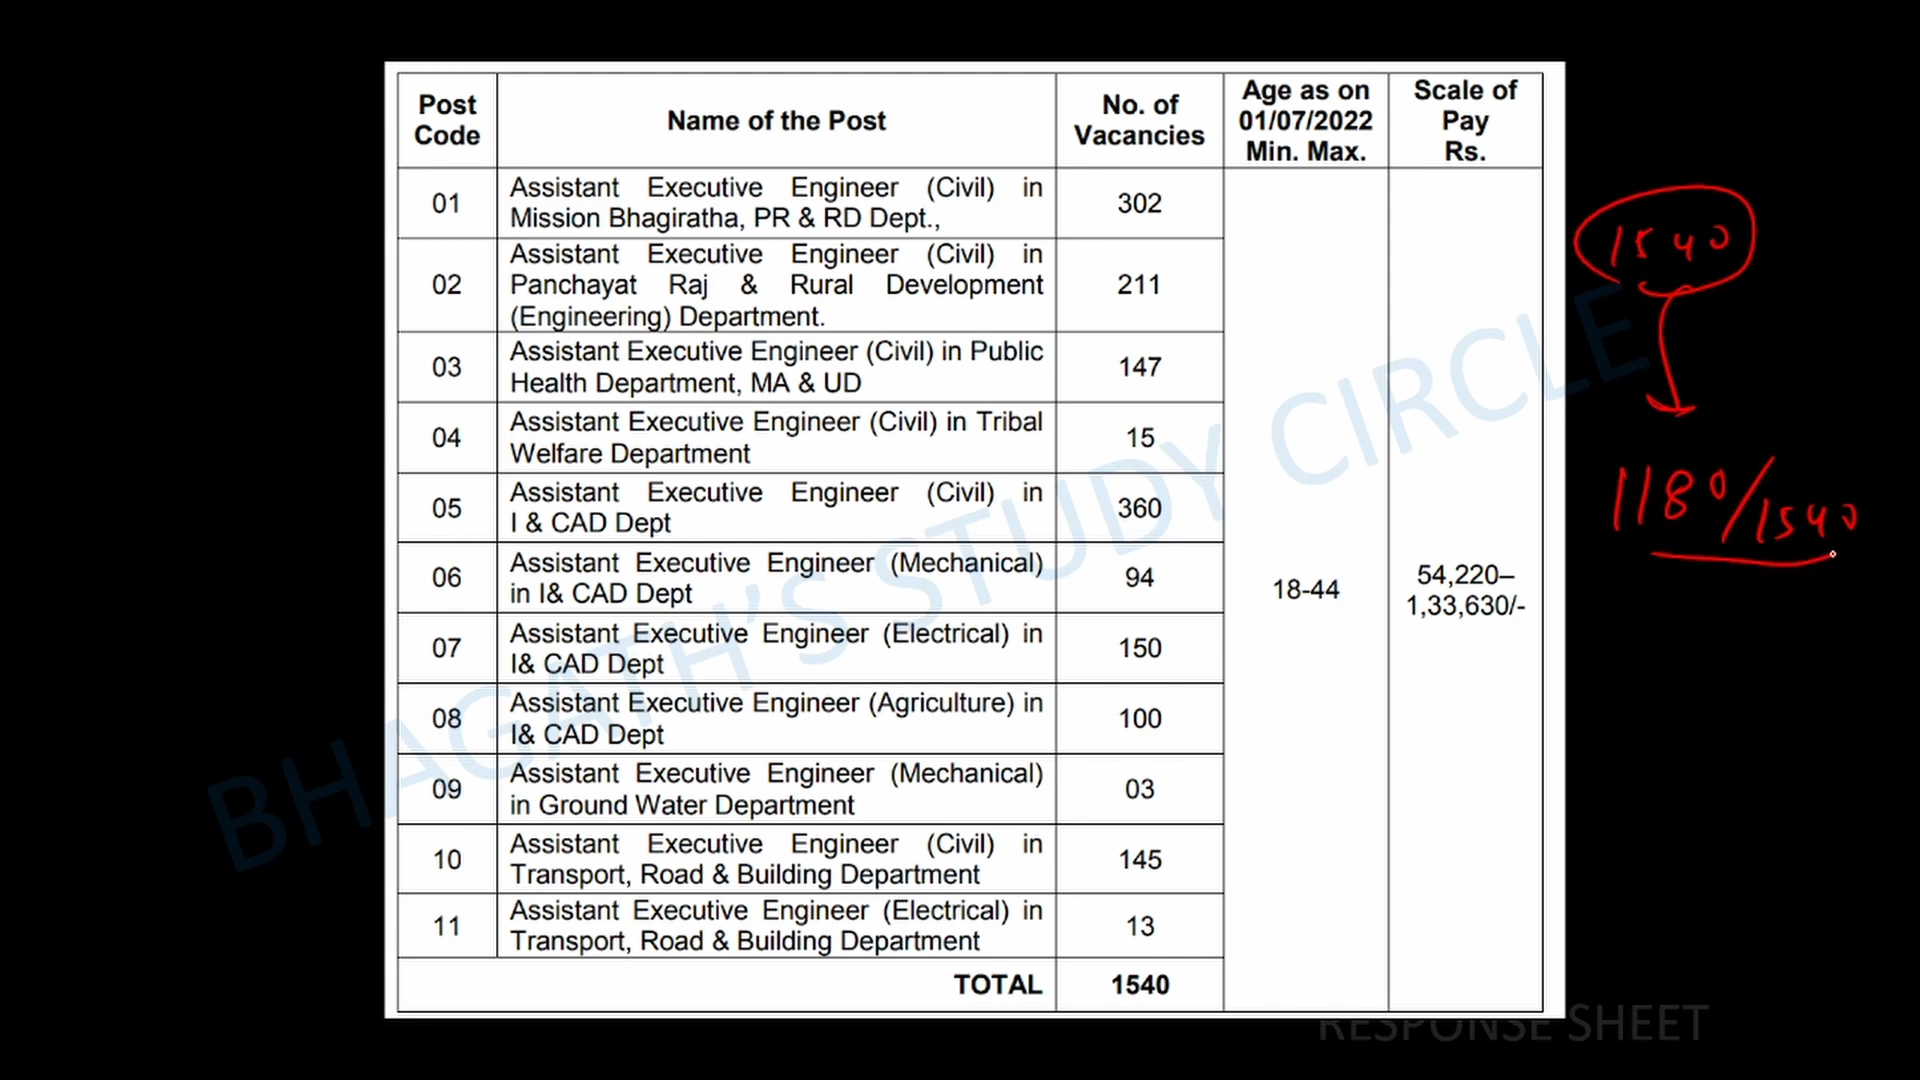 Post Code
Name of the Post
No. of Vacancies
Age as on 01/07/2022 Min. Max.
Scale of Pay Rs.
01
Assistant Executive Engineer (Civil) in
Mission Bhagiratha, PR & RD Dept.,
302
02
Assistant Executive Engineer (Civil) in
Panchayat Raj & Rural Development
(Engineering) Department.
211
03
Assistant Executive Engineer (Civil) in Public
Health Department, MA & UD
147
04
Assistant Executive Engineer (Civil) in Tribal
Welfare Department
15
05
Assistant Executive Engineer (Civil) in
I & CAD Dept
360
06
Assistant Executive Engineer (Mechanical)
in I& CAD Dept
94
07
Assistant Executive Engineer (Electrical) in
I& CAD Dept
150
08
Assistant Executive Engineer (Agriculture) in
I& CAD Dept
100
09
Assistant Executive Engineer (Mechanical)
in Ground Water Department
03
10
Assistant Executive Engineer (Civil) in
Transport, Road & Building Department
145
11
Assistant Executive Engineer (Electrical) in
Transport, Road & Building Department
13
TOTAL
1540
18-44
54,220–
1,33,630/-
1540
1180/1540
BHAGATH'S STUDY CIRCLE
RESPONSE SHEET